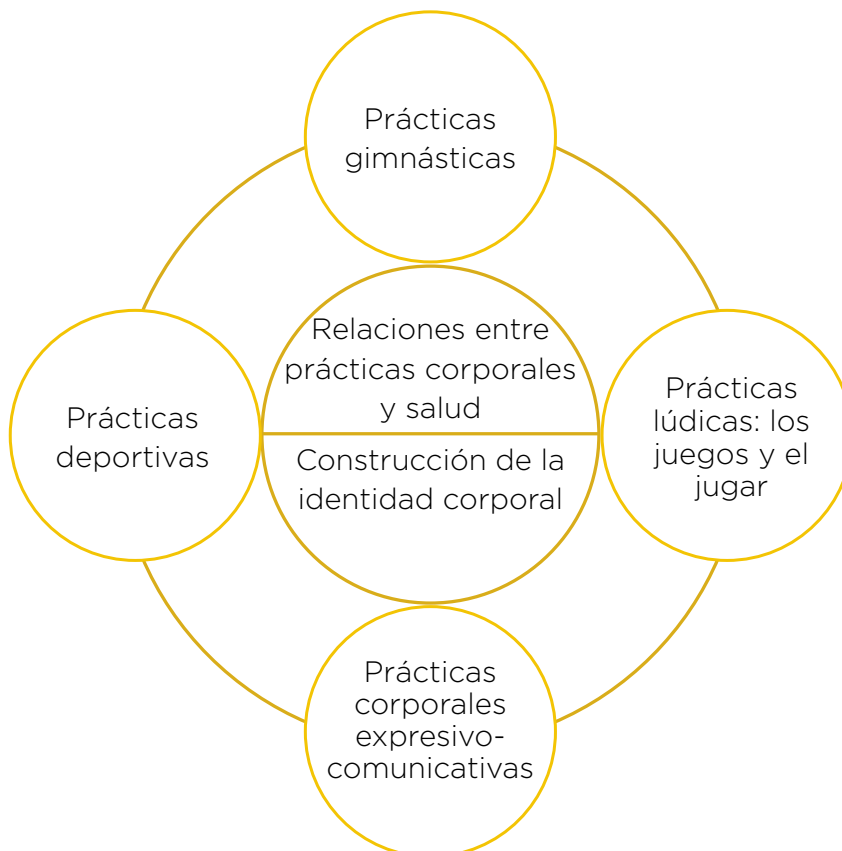 Prácticas
gimnásticas
Relaciones entre
prácticas corporales
y salud
Construcción de la
identidad corporal
Prácticas
deportivas
Prácticas
lúdicas: los
juegos y el
jugar
Prácticas
corporales
expresivo-
comunicativas